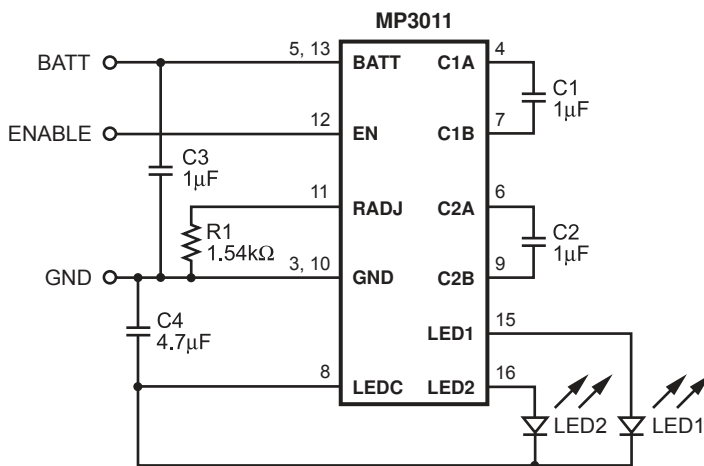 MP3011
BATT
5, 13
BATT
C1A
4
C1
1µF
ENABLE
12
EN
C1B
7
C3
1µF
11
RADJ
C2A
6
R1
1.54kΩ
C2
1µF
GND
3, 10
GND
C2B
9
C4
4.7µF
LED1
15
8
LEDC
LED2
16
LED2
LED1